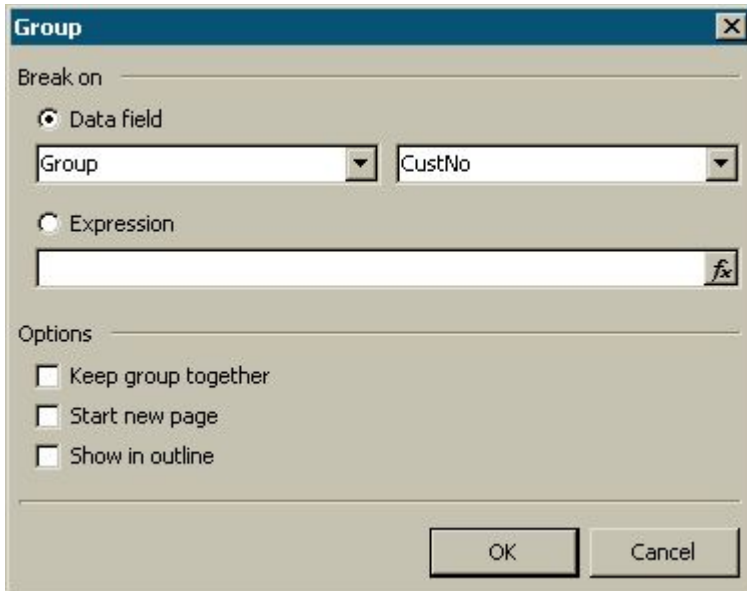 Group
Break on
Data field
Group CustNo
Expression
fx
Options
Keep group together
Start new page
Show in outline
OK Cancel